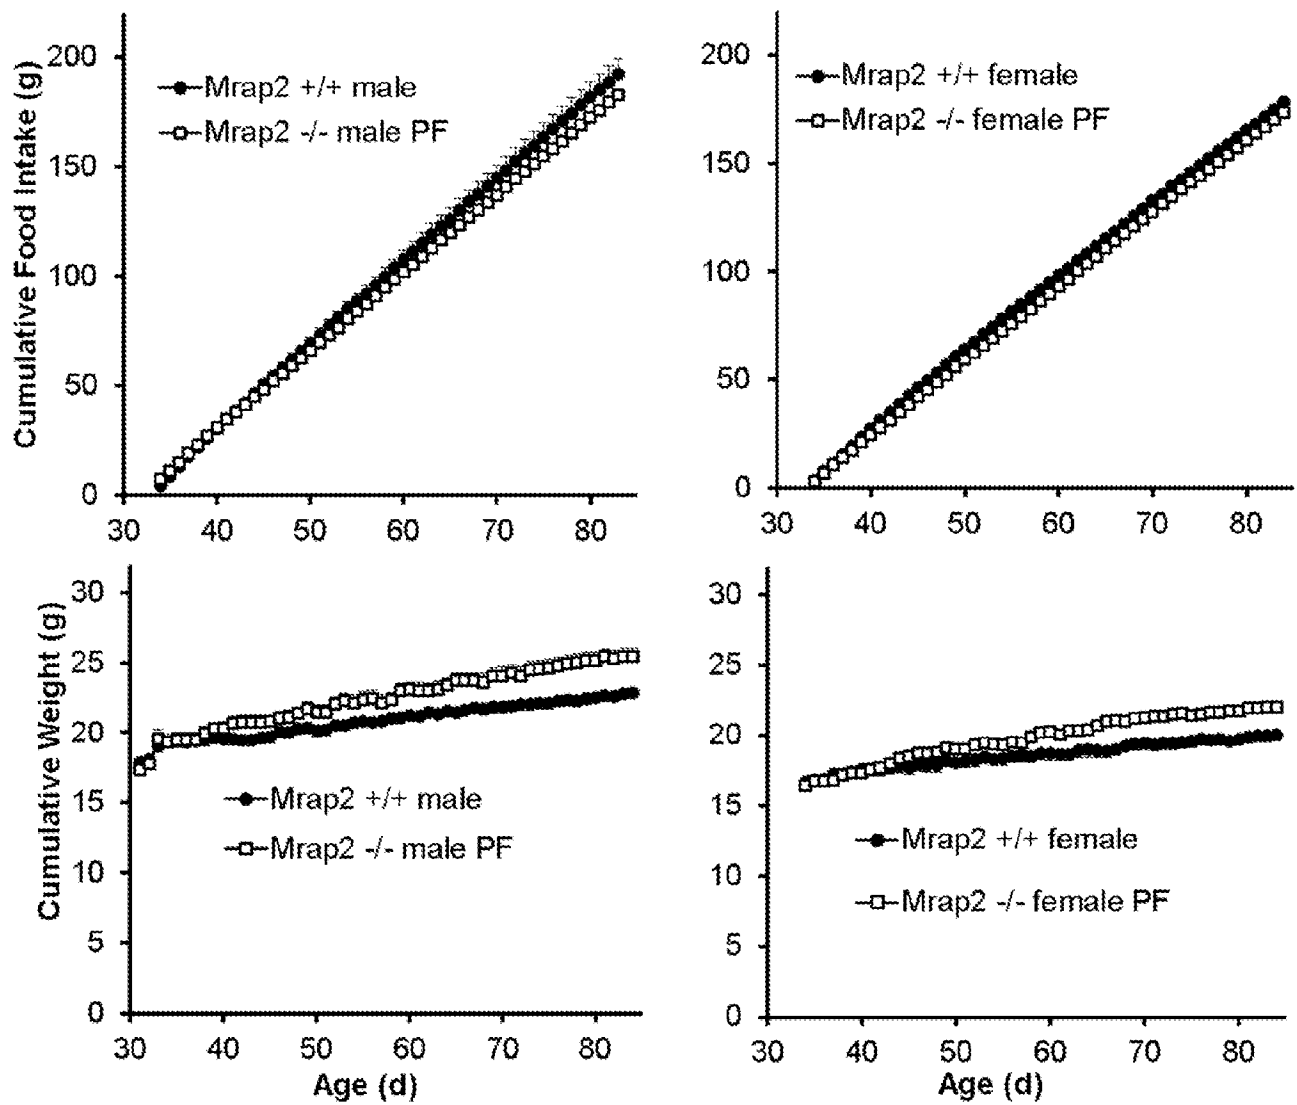 Cumulative Food Intake (g)
200
150
100
50
0
Mrap2 +/+ male
Mrap2 -/- male PF
30 40 50 60 70 80
200
150
100
50
0
Mrap2 +/+ female
Mrap2 -/- female PF
30 40 50 60 70 80
Cumulative Weight (g)
30
25
20
15
10
5
0
Mrap2 +/+ male
Mrap2 -/- male PF
30 40 50 60 70 80
Age (d)
30
25
20
15
10
5
0
Mrap2 +/+ female
Mrap2 -/- female PF
30 40 50 60 70 80
Age (d)